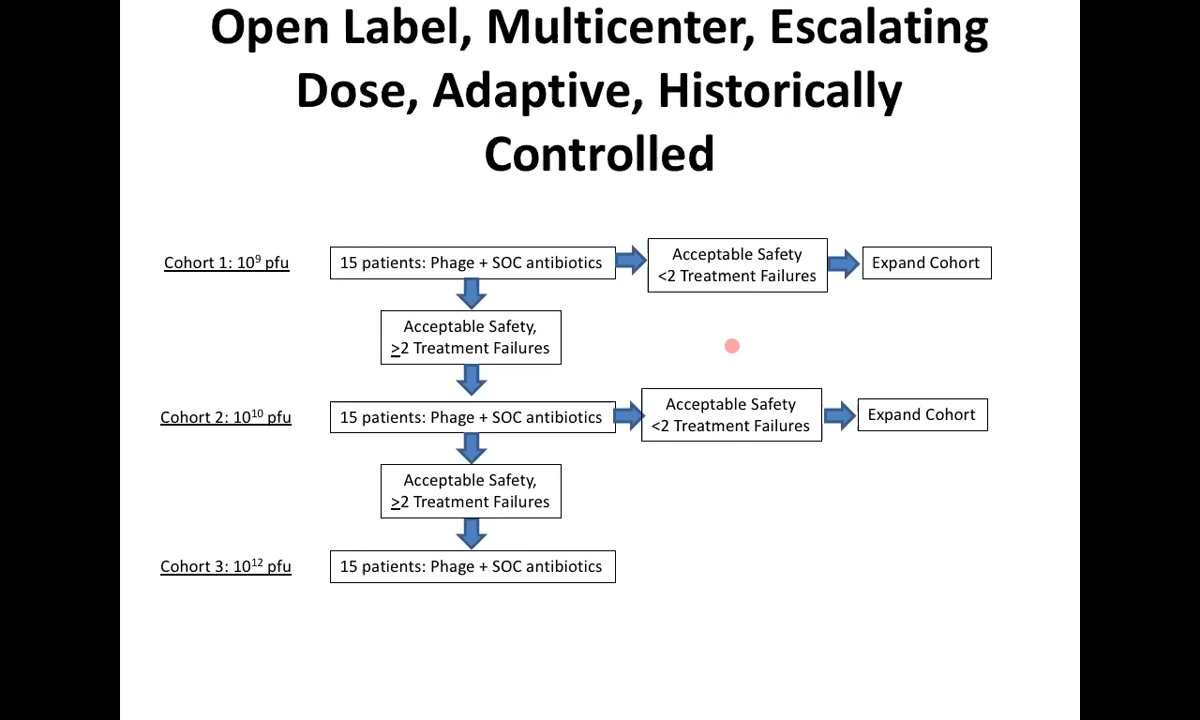 Open Label, Multicenter, Escalating
Dose, Adaptive, Historically
Controlled
Cohort 1: 10⁹ pfu
15 patients: Phage + SOC antibiotics
Acceptable Safety
<2 Treatment Failures
Expand Cohort
Acceptable Safety,
≥2 Treatment Failures
Cohort 2: 10¹⁰ pfu
15 patients: Phage + SOC antibiotics
Acceptable Safety
<2 Treatment Failures
Expand Cohort
Acceptable Safety,
≥2 Treatment Failures
Cohort 3: 10¹² pfu
15 patients: Phage + SOC antibiotics